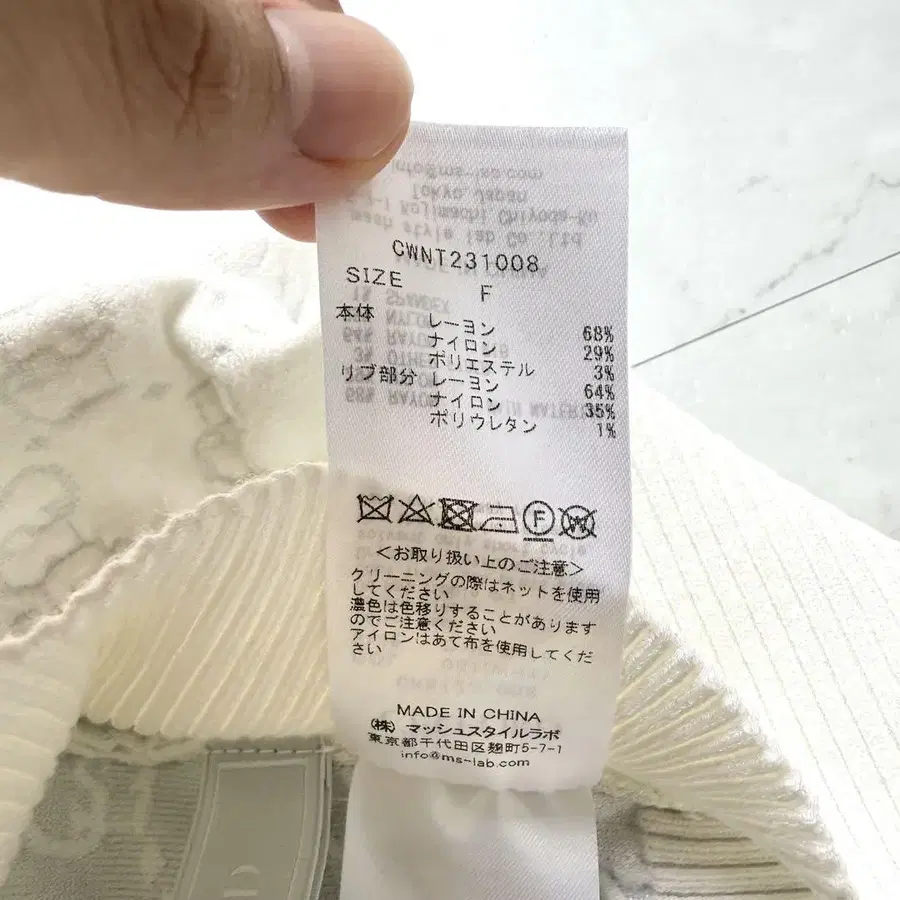 CWNT231008
SIZE F
本体 レーヨン 68%
ナイロン 29%
ポリエステル 3%
リブ部分 レーヨン 64%
ナイロン 35%
ポリウレタン 1%
F
W
<お取り扱い上のご注意>
クリーニングの際はネットを使用
してください
濃色は色移りすることがあります
のでご注意ください
アイロンはあて布を使用してくだ
さい
MADE IN CHINA
(株) マッシュスタイルラボ
東京都千代田区麹町5-7-1
info@ms-lab.com